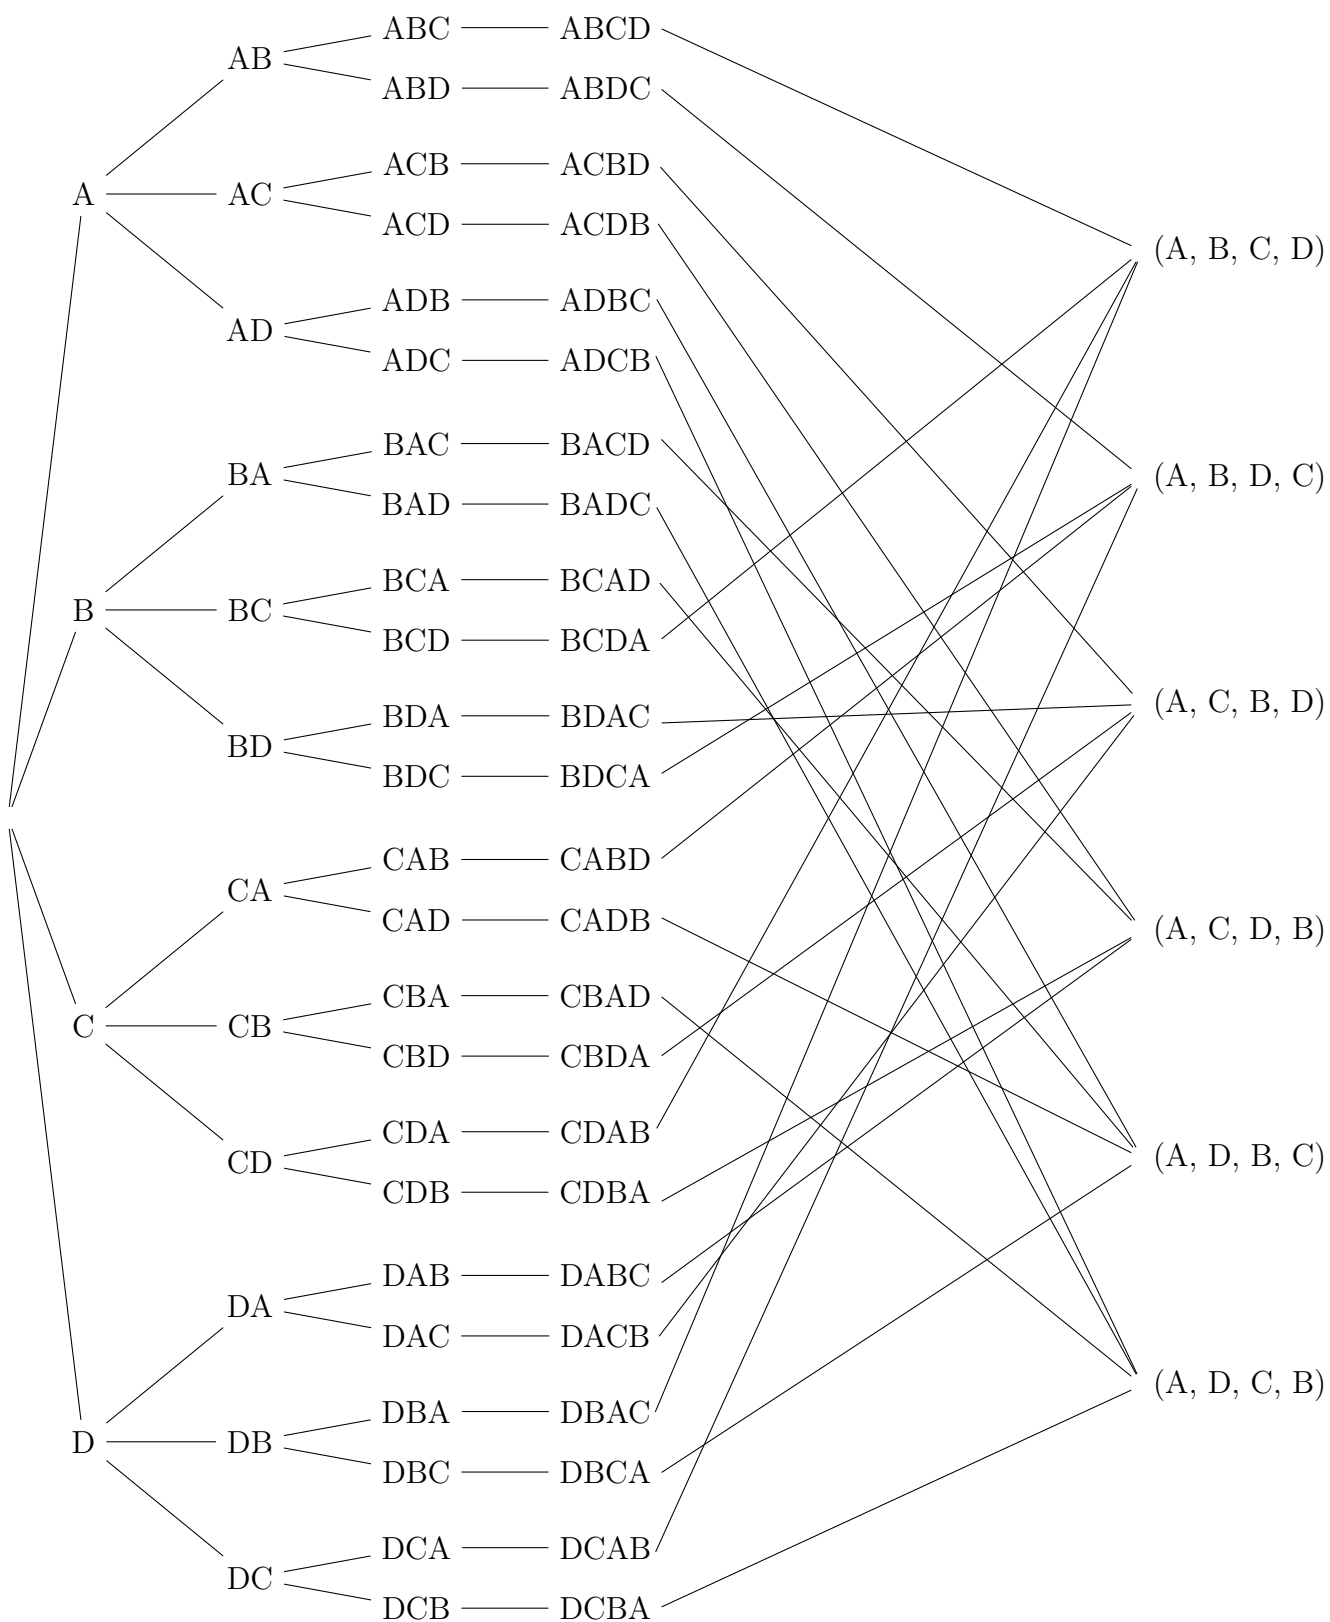 ABC ABCD
AB
ABD ABDC
ACB ACBD
A AC
ACD ACDB
(A, B, C, D)
ADB ADBC
AD
ADC ADCB
BAC BACD
BA (A, B, D, C)
BAD BADC
BCA BCAD
B BC
BCD BCDA
(A, C, B, D)
BDA BDAC
BD
BDC BDCA
CAB CABD
CA
CAD CADB (A, C, D, B)
CBA CBAD
C CB
CBD CBDA
CDA CDAB
CD (A, D, B, C)
CDB CDBA
DAB DABC
DA
DAC DACB
(A, D, C, B)
DBA DBAC
D DB
DBC DBCA
DCA DCAB
DC
DCB DCBA